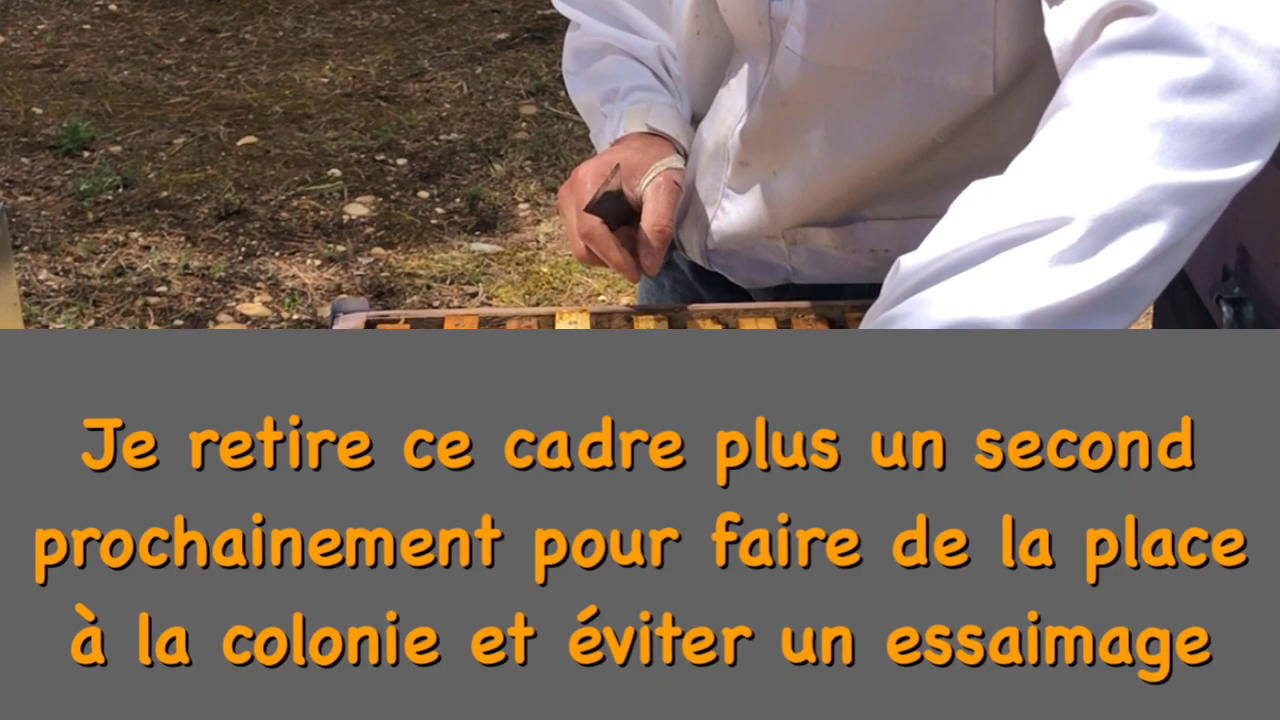 Je retire ce cadre plus un second
prochainement pour faire de la place
à la colonie et éviter un essaimage